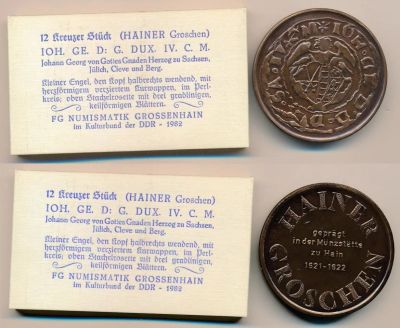 12 Kreuzer Stück (HAINER Groschen)
IOH. GE. D: G. DUX. IV. C. M.
Johann Georg von Gottes Gnaden Herzog zu Sachsen,
Jülich, Cleve und Berg.
Kleiner Engel, den Kopf halbrechts wendend, mit
herzförmigem verziertem Kurwappen, im Perl-
kreis; oben Stachelrosette mit drei gradlinigen,
keilförmigen Blättern.
FG NUMISMATIK GROSSENHAIN
im Kulturbund der DDR - 1982
12 Kreuzer Stück (HAINER Groschen)
IOH. GE. D: G. DUX. IV. C. M.
Johann Georg von Gottes Gnaden Herzog zu Sachsen,
Jülich, Cleve und Berg.
Kleiner Engel, den Kopf halbrechts wendend, mit
herzförmigem verziertem Kurwappen, im Perl-
kreis; oben Stachelrosette mit drei gradlinigen,
keilförmigen Blättern.
FG NUMISMATIK GROSSENHAIN
im Kulturbund der DDR - 1982
HAINER
geprägt
in der Münzstätte
zu Hain
1621-1622
GROSCHEN